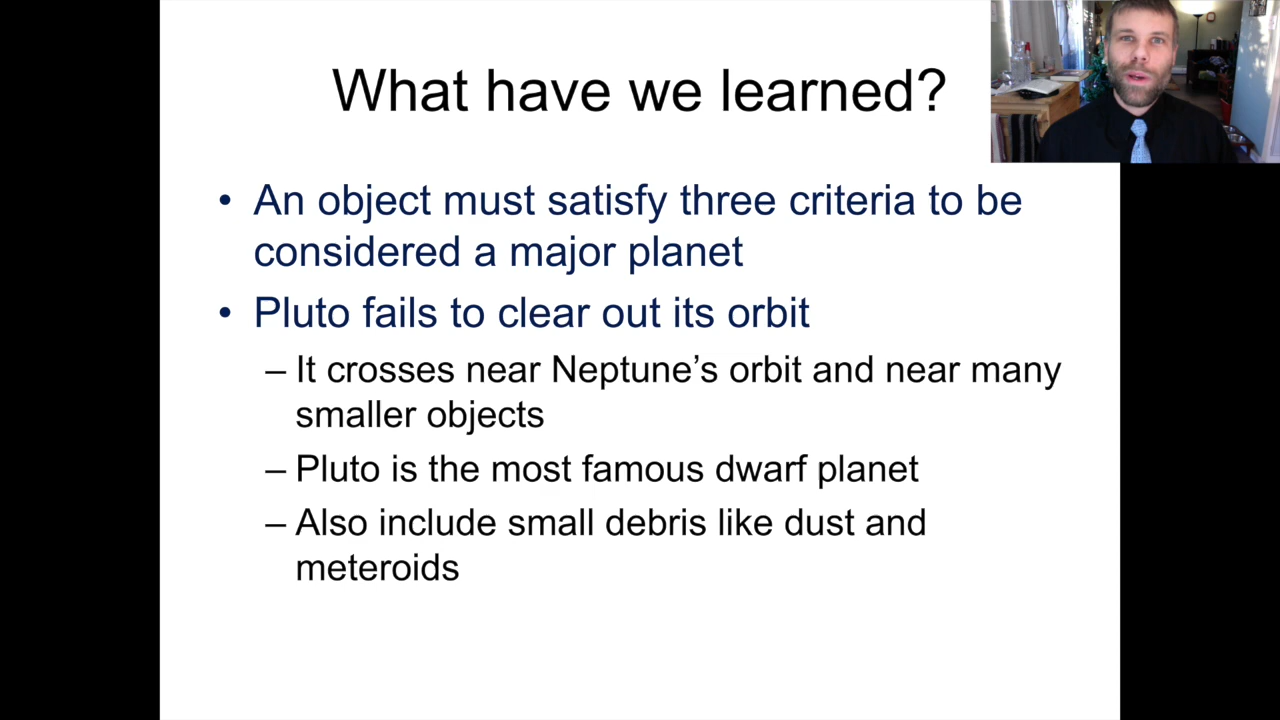 What have we learned?
• An object must satisfy three criteria to be
considered a major planet
• Pluto fails to clear out its orbit
– It crosses near Neptune’s orbit and near many
smaller objects
– Pluto is the most famous dwarf planet
– Also include small debris like dust and
meteroids